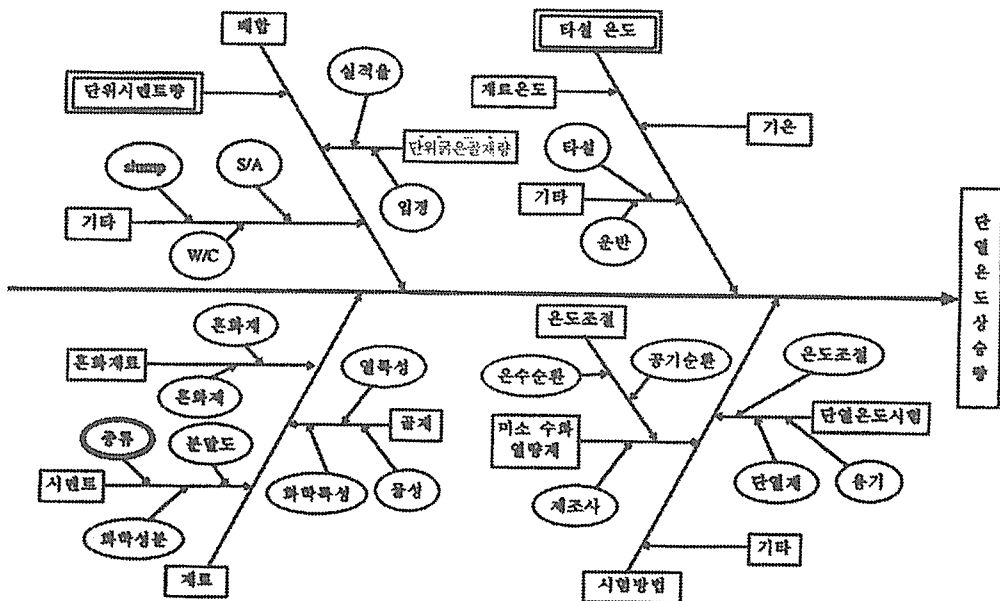 배합
타설 온도
단위시멘트량
실적율
재료온도
기온
단위굵은골재량
slump
S/A
타설
기타
입경
기타
W/C
운반
단열온도상승량
혼화재
온도조절
혼화재료
열특성
공기순환
온도조절
온수순환
혼화재
종류
분말도
골재
미소 수화
열량계
단열온도시험
시멘트
화학특성
물성
제조사
단열재
용기
화학성분
기타
재료
시험방법